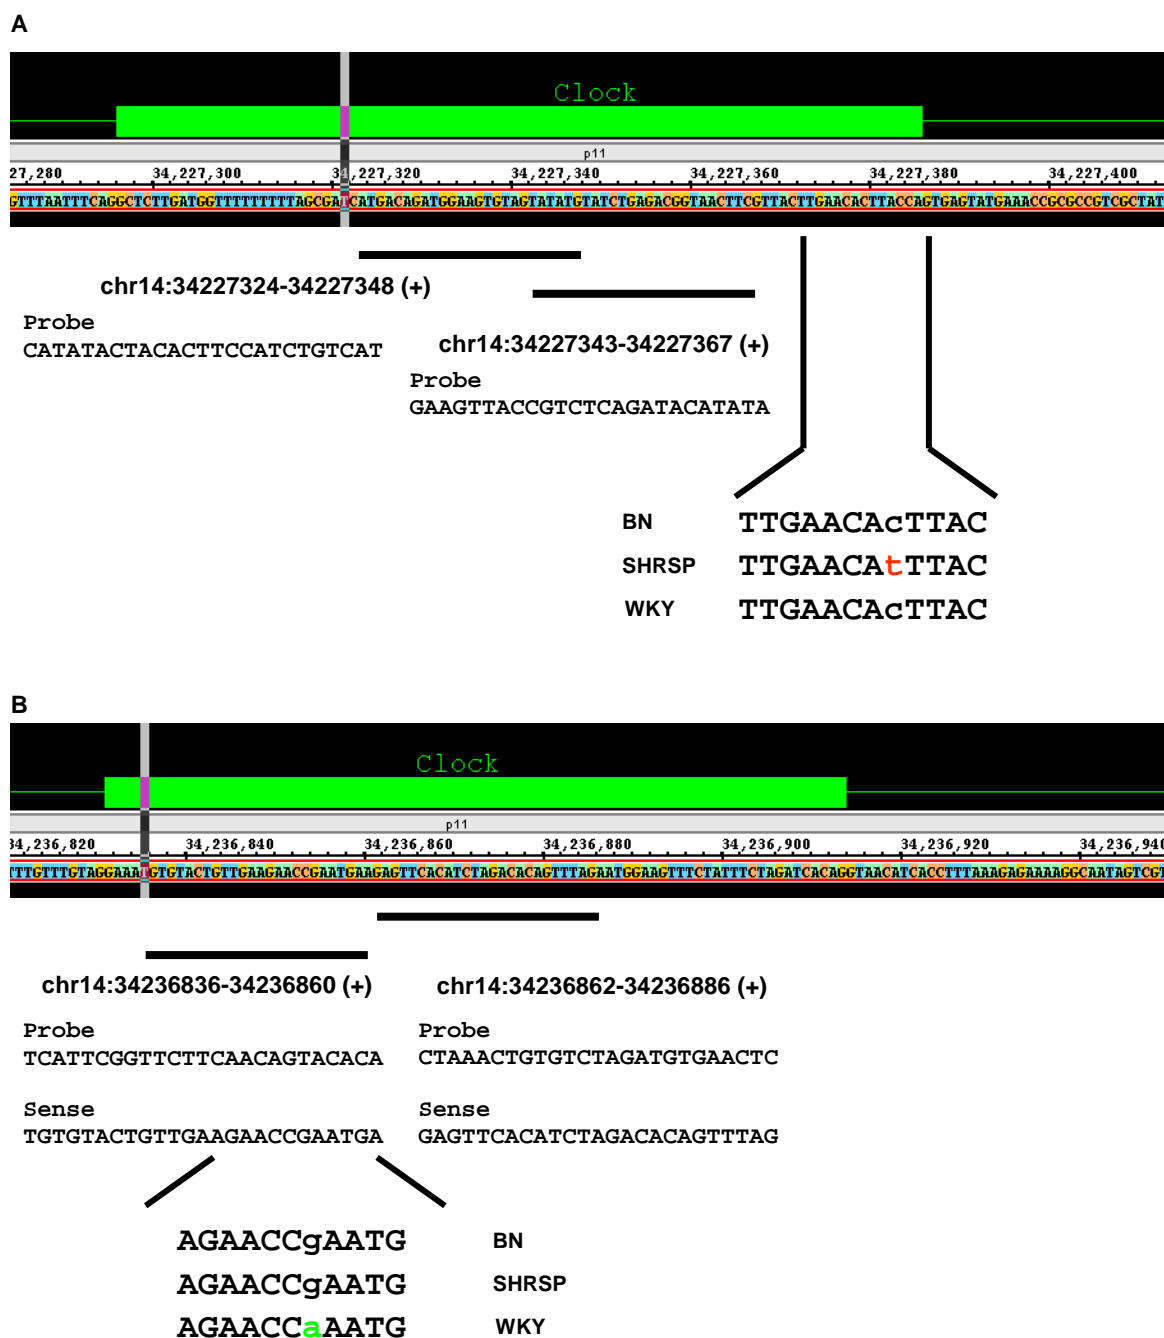 A
Clock
p11
27,280 34,227,300 34,227,320 34,227,340 34,227,360 34,227,380 34,227,400
GTTTAATTTCAGGCTCTTGATGGTTTTTTTTTAGCGATCATGACAGATGGAAGTGTAGTATATGTATCTGAGACGGTAACTTCGTTACTTGAACACTTACCAGTGAGTATGAAACCGCGCCGTCGCTAT
chr14:34227324-34227348 (+)
Probe
CATATACTACACTTCCATCTGTCAT
chr14:34227343-34227367 (+)
Probe
GAAGTTACCGTCTCAGATACATATA
BN TTGAACAcTTAC
SHRSP TTGAACAtTTAC
WKY TTGAACAcTTAC
B
Clock
p11
34,236,820 34,236,840 34,236,860 34,236,880 34,236,900 34,236,920 34,236,940
TTTGTTTGTAGGAAATGTGTACTGTTGAAGAACCGAATGAAGAGTTCACATCTAGACACAGTTTAGAATGGAAGTTTCTATTTCTAGATCACAGGTAACATCACCTTTAAAGAGAAAAGGCAATAGTCGT
chr14:34236836-34236860 (+)
chr14:34236862-34236886 (+)
Probe
TCATTCGGTTCTTCAACAGTACACA
Probe
CTAAACTGTGTCTAGATGTGAACTC
Sense
TGTGTACTGTTGAAGAACCGAATGA
Sense
GAGTTCACATCTAGACACAGTTTAG
AGAACCgAATG BN
AGAACCgAATG SHRSP
AGAACCaAATG WKY